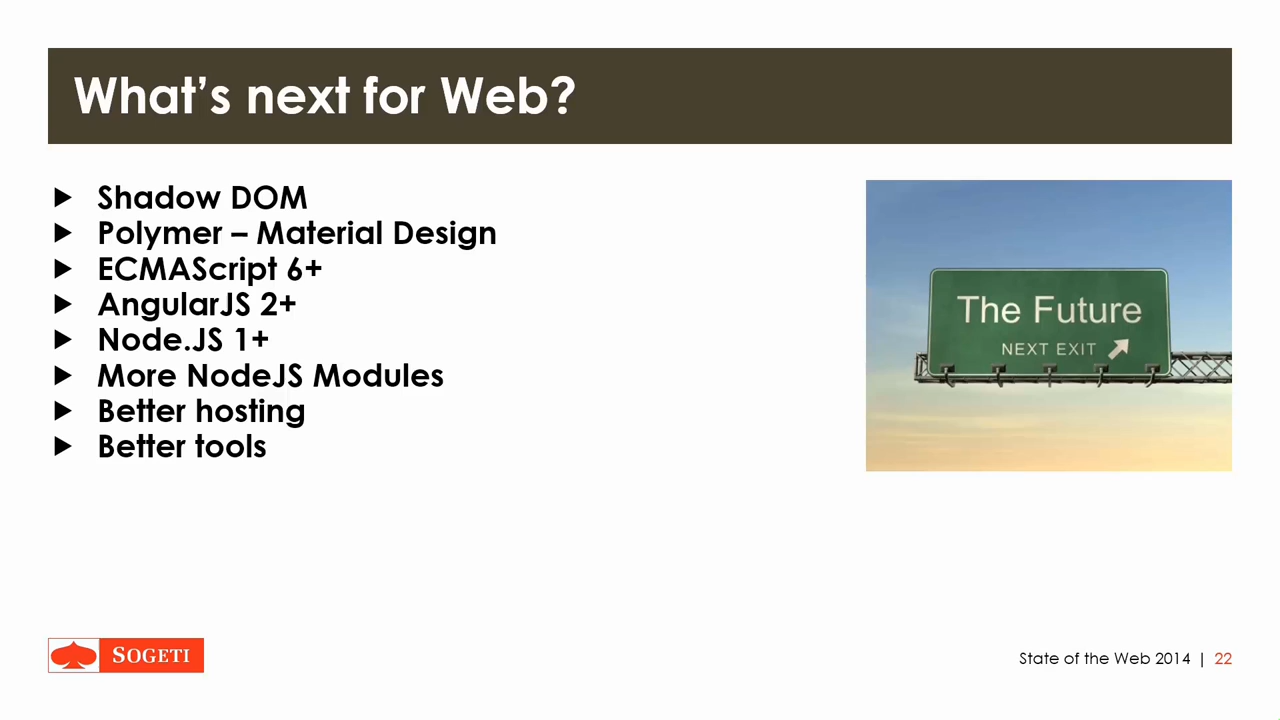 What’s next for Web?
Shadow DOM
Polymer – Material Design
ECMAScript 6+
AngularJS 2+
Node.JS 1+
More NodeJS Modules
Better hosting
Better tools
The Future
NEXT EXIT
SOGETI
State of the Web 2014 | 22